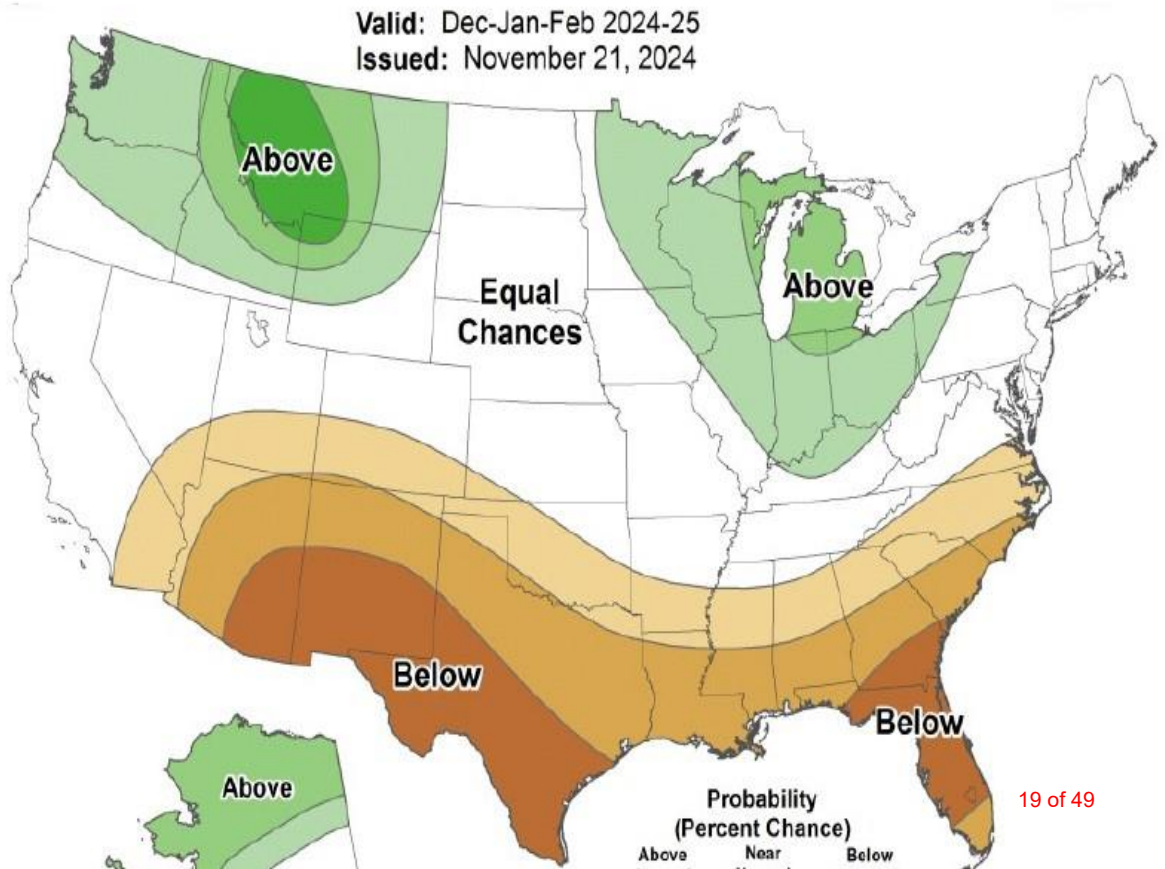 Valid: Dec-Jan-Feb 2024-25
Issued: November 21, 2024
Above
Above
Equal
Chances
Below
Below
Above
19 of 49
Probability
(Percent Chance)
Above Near Below